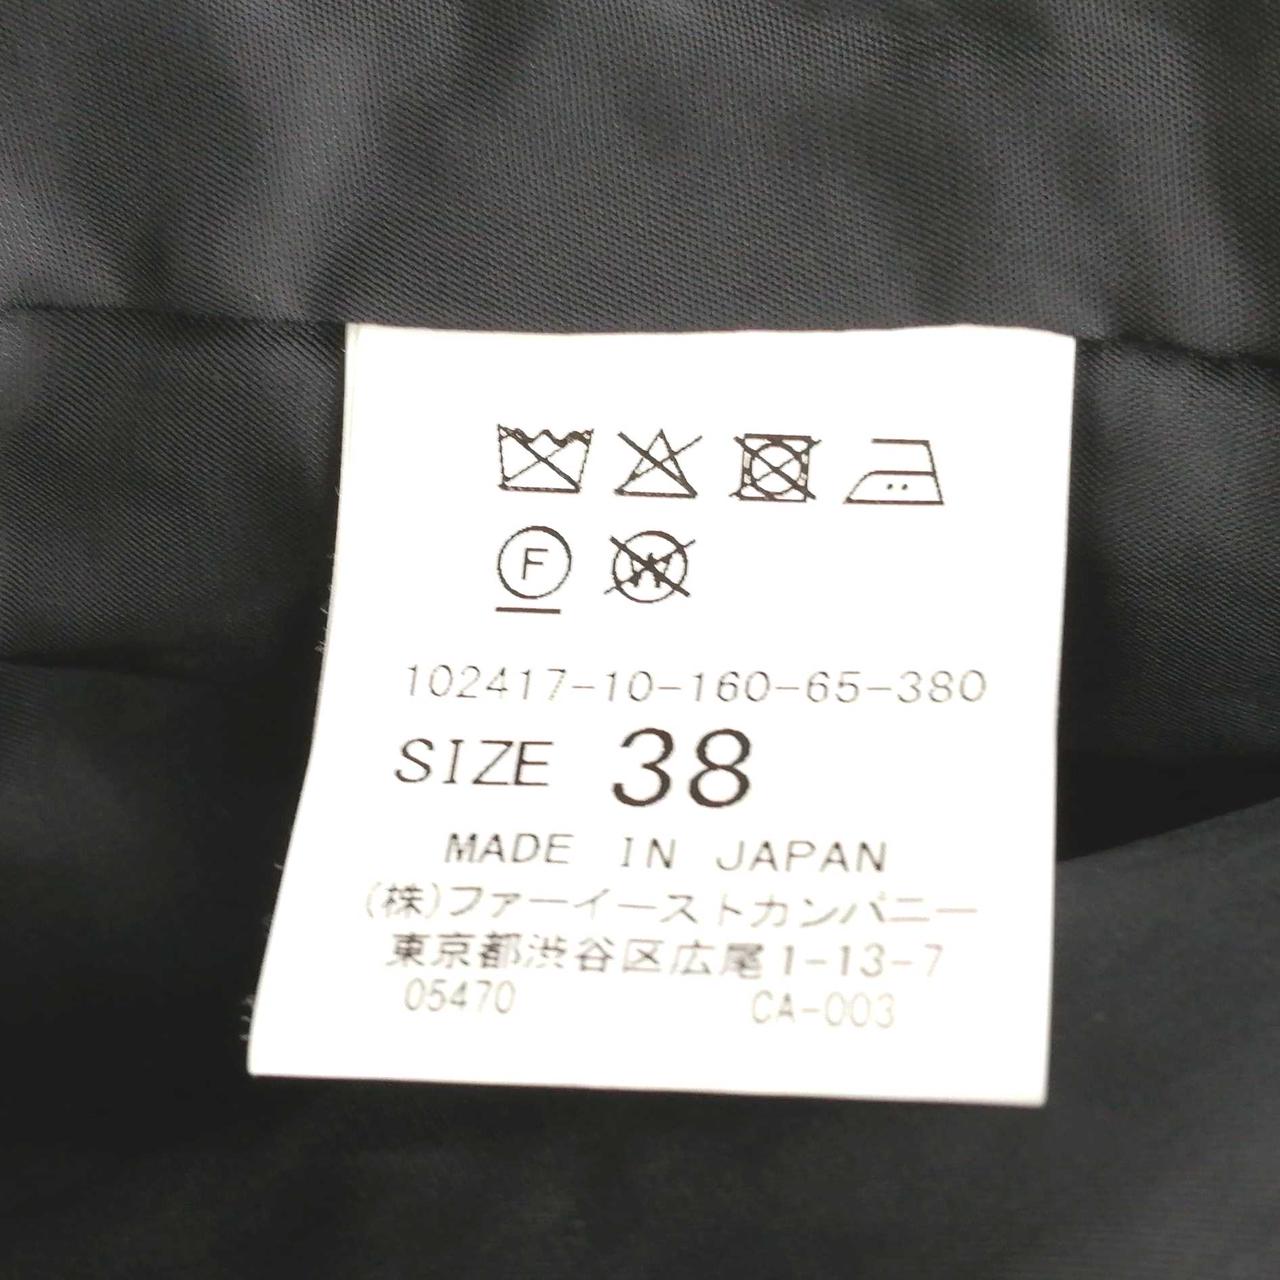 F W
102417-10-160-65-380
SIZE 38
MADE IN JAPAN
(株)ファーイーストカンパニー
東京都渋谷区広尾1-13-7
05470 CA-003